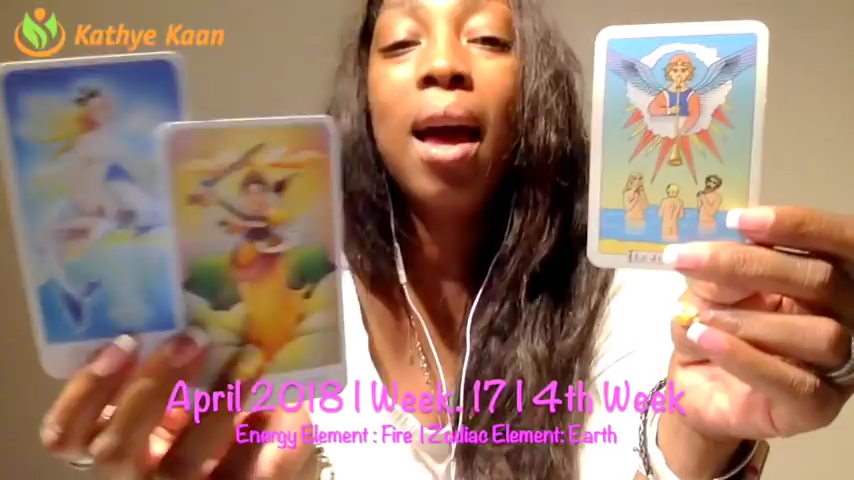 Kathye Kaan
April 2018 | Week. 17 | 4th Week
Energy Element : Fire | Zodiac Element: Earth